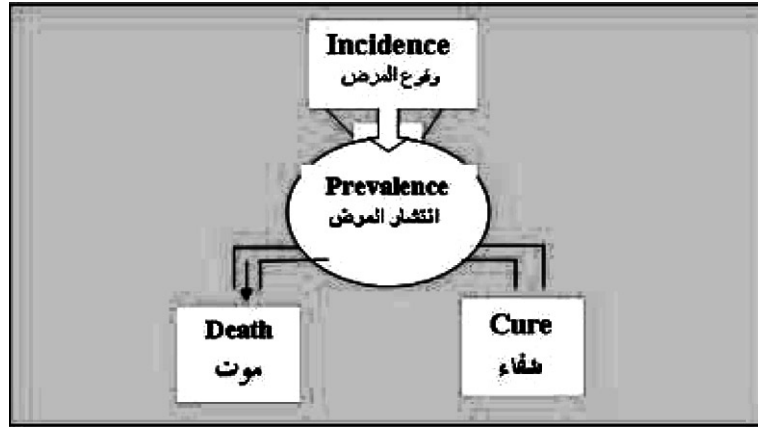 Incidence
وقوع المرض
Prevalence
انتشار المرض
Death
موت
Cure
شفاء